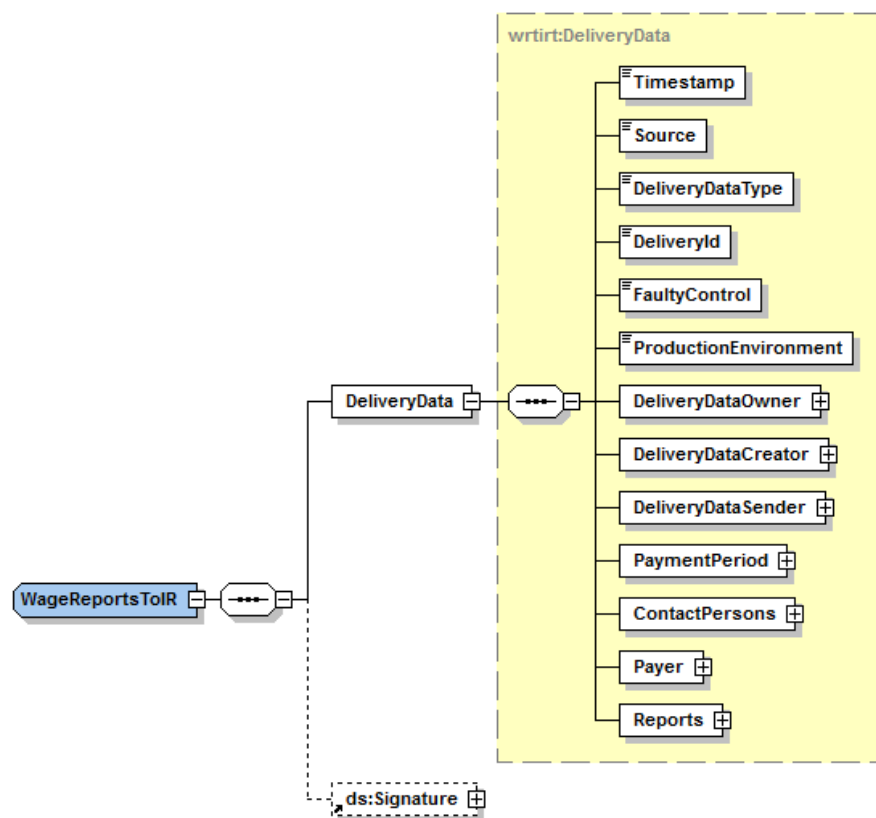 wrtirt:DeliveryData
Timestamp
Source
DeliveryDataType
DeliveryId
FaultyControl
ProductionEnvironment
DeliveryData
DeliveryDataOwner
DeliveryDataCreator
DeliveryDataSender
PaymentPeriod
WageReportsToIR
ContactPersons
Payer
Reports
ds:Signature